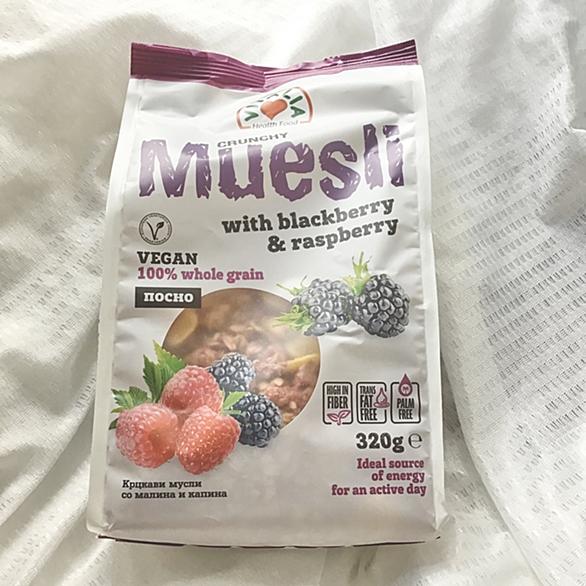 Health Food
CRUNCHY
Muesli
with blackberry
& raspberry
VEGAN
100% whole grain
ПОСНО
HIGH IN
FIBER
TRANS
FAT
FREE
PALM
FREE
320g ℮
Ideal source
of energy
for an active day
Крцкави мусли
со малина и капина